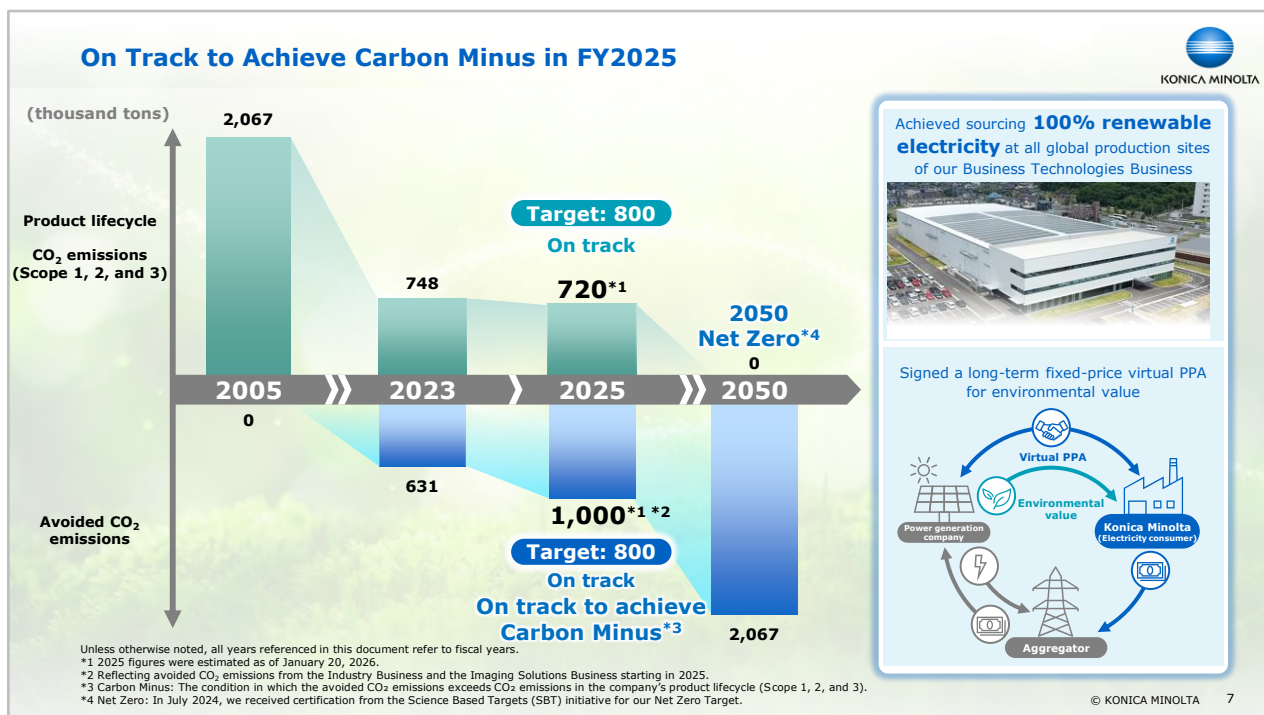 On Track to Achieve Carbon Minus in FY2025
KONICA MINOLTA
(thousand tons)
2,067
Product lifecycle
CO₂ emissions
(Scope 1, 2, and 3)
748
Target: 800
On track
720*1
2050
Net Zero*4
0
2005
2023
2025
2050
0
631
1,000*1 *2
Avoided CO₂
emissions
Target: 800
On track
On track to achieve
Carbon Minus*3
2,067
Achieved sourcing 100% renewable
electricity at all global production sites
of our Business Technologies Business
Signed a long-term fixed-price virtual PPA
for environmental value
Virtual PPA
Environmental
value
Power generation
company
Konica Minolta
(Electricity consumer)
Aggregator
Unless otherwise noted, all years referenced in this document refer to fiscal years.
*1 2025 figures were estimated as of January 20, 2026.
*2 Reflecting avoided CO₂ emissions from the Industry Business and the Imaging Solutions Business starting in 2025.
*3 Carbon Minus: The condition in which the avoided CO₂ emissions exceeds CO₂ emissions in the company's product lifecycle (Scope 1, 2, and 3).
*4 Net Zero: In July 2024, we received certification from the Science Based Targets (SBT) initiative for our Net Zero Target.
© KONICA MINOLTA 7